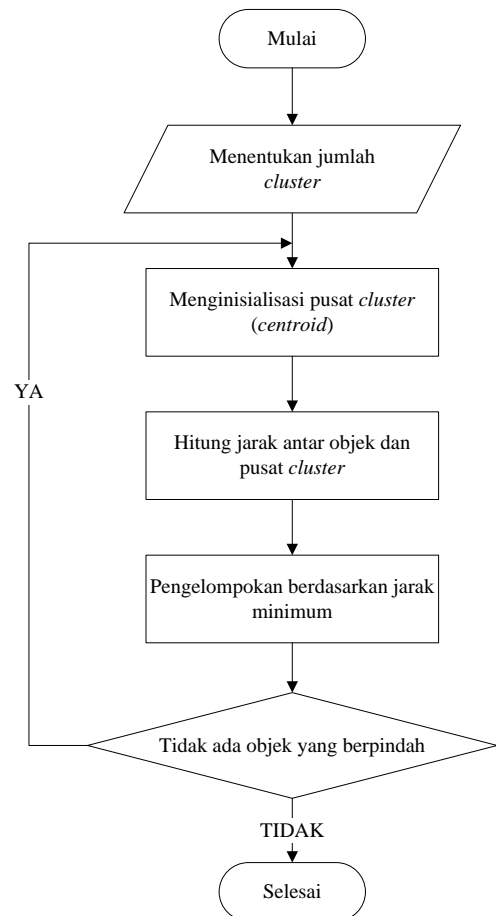 Mulai
Menentukan jumlah
cluster
Menginisialisasi pusat cluster
(centroid)
YA
Hitung jarak antar objek dan
pusat cluster
Pengelompokan berdasarkan jarak
minimum
Tidak ada objek yang berpindah
TIDAK
Selesai